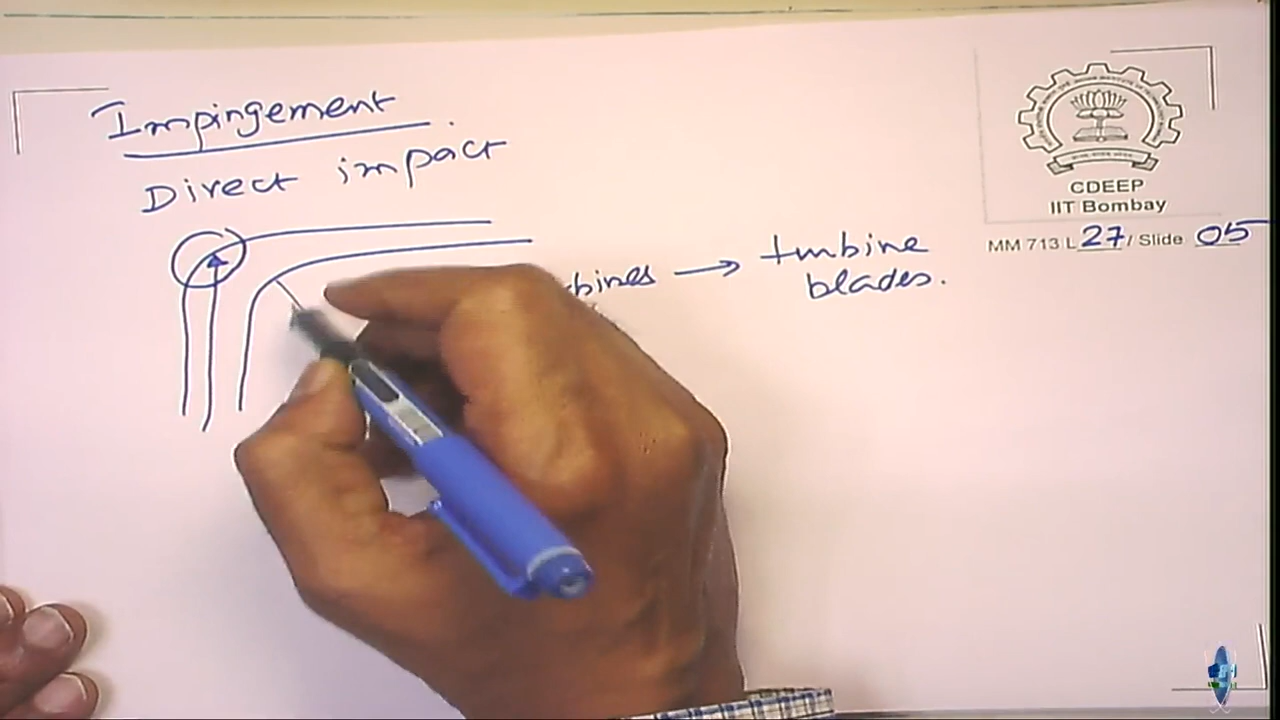 Impingement.
Direct impact
turbine
blades.
CDEEP
IIT Bombay
MM 713 L 27 / Slide 05